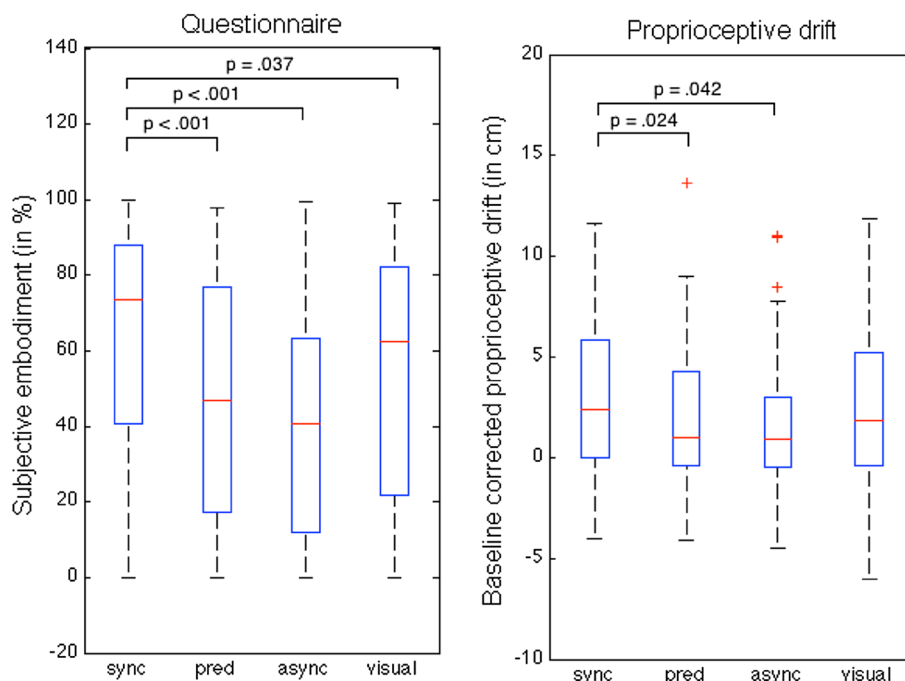 Questionnaire
Subjective embodiment (in %)
140
120
100
80
60
40
20
0
-20
p = .037
p < .001
p < .001
sync pred async visual
Proprioceptive drift
Baseline corrected proprioceptive drift (in cm)
20
15
10
5
0
-5
-10
p = .042
p = .024
sync pred async visual